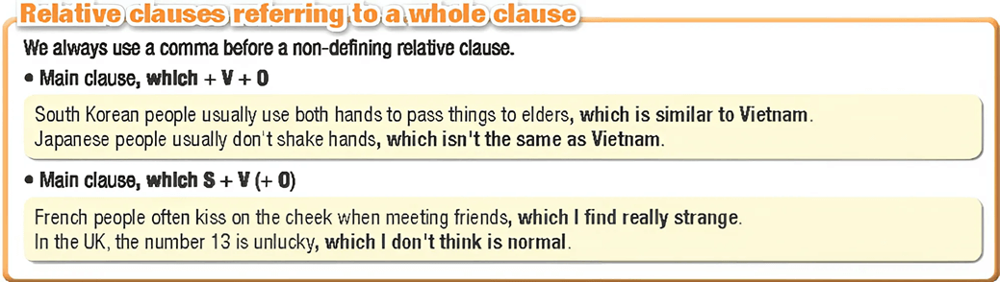 Relative clauses referring to a whole clause
We always use a comma before a non-defining relative clause.
• Main clause, which + V + O
South Korean people usually use both hands to pass things to elders, which is similar to Vietnam.
Japanese people usually don't shake hands, which isn't the same as Vietnam.
• Main clause, which S + V (+ O)
French people often kiss on the cheek when meeting friends, which I find really strange.
In the UK, the number 13 is unlucky, which I don't think is normal.